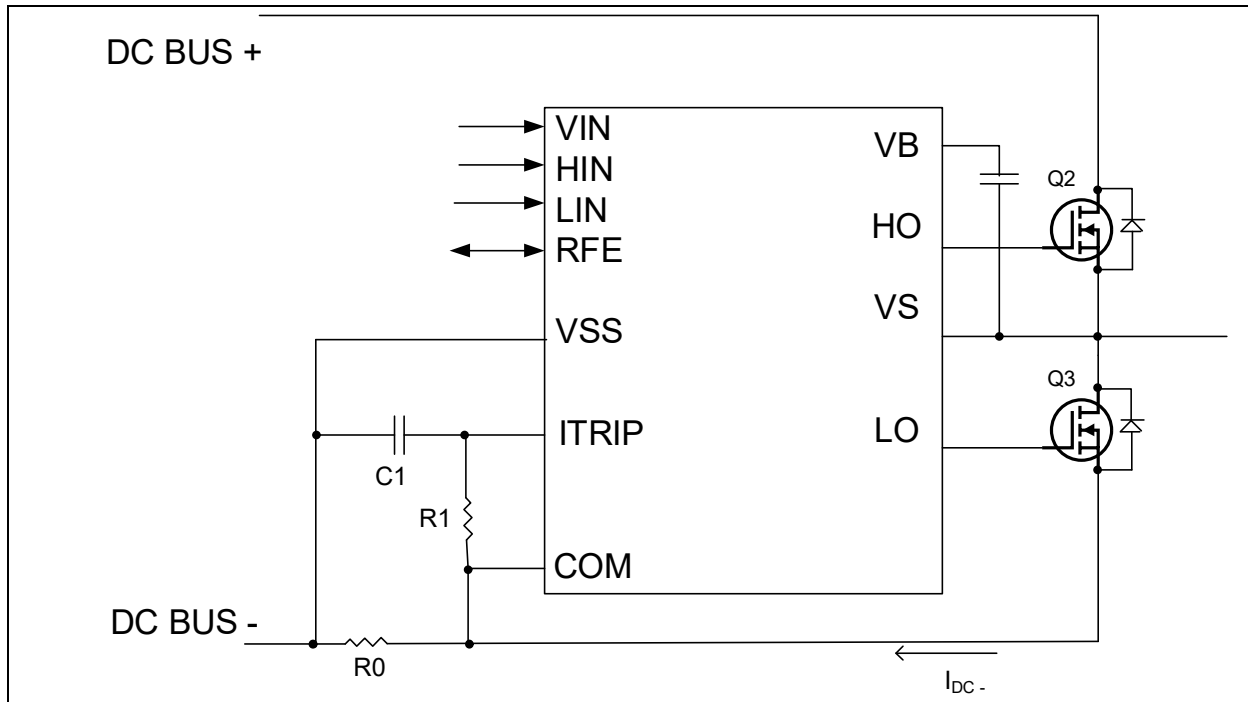 DC BUS +
VIN
HIN
LIN
RFE
VSS
ITRIP
COM
VB
HO
VS
LO
Q2
Q3
C1
R1
DC BUS -
R0
I DC -